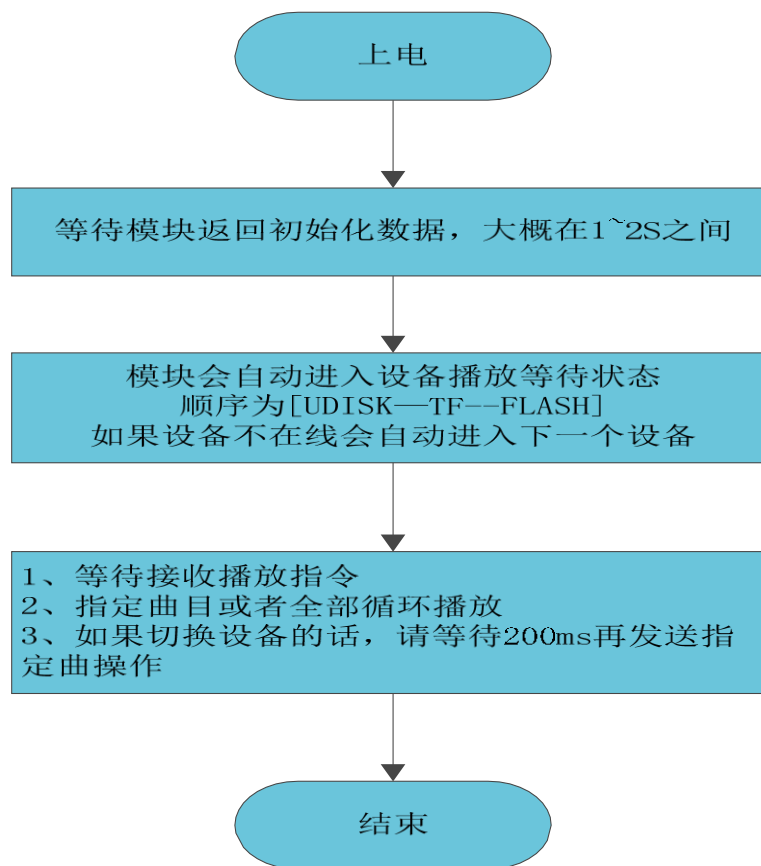 上电
等待模块返回初始化数据，大概在1~2S之间
模块会自动进入设备播放等待状态
顺序为[UDISK—TF--FLASH]
如果设备不在线会自动进入下一个设备
1、等待接收播放指令
2、指定曲目或者全部循环播放
3、如果切换设备的话，请等待200ms再发送指
定曲操作
结束